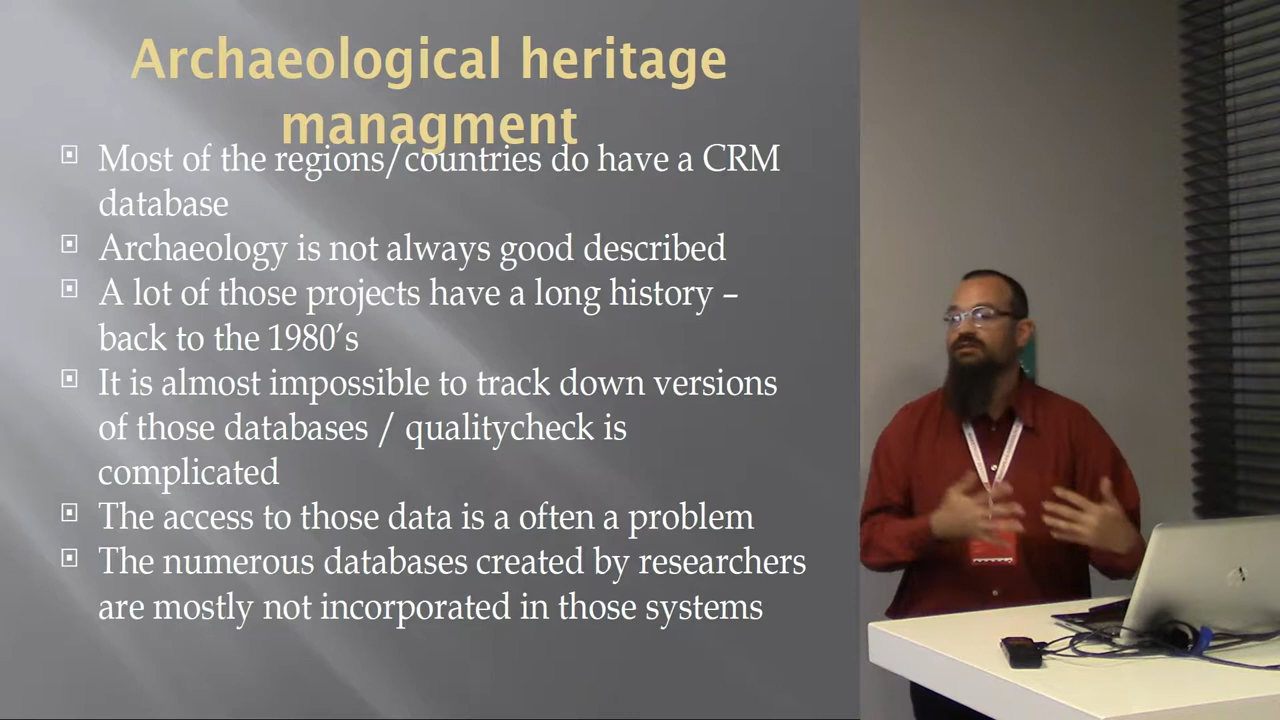 Archaeological heritage
managment
Most of the regions/countries do have a CRM
database
Archaeology is not always good described
A lot of those projects have a long history –
back to the 1980's
It is almost impossible to track down versions
of those databases / qualitycheck is
complicated
The access to those data is a often a problem
The numerous databases created by researchers
are mostly not incorporated in those systems